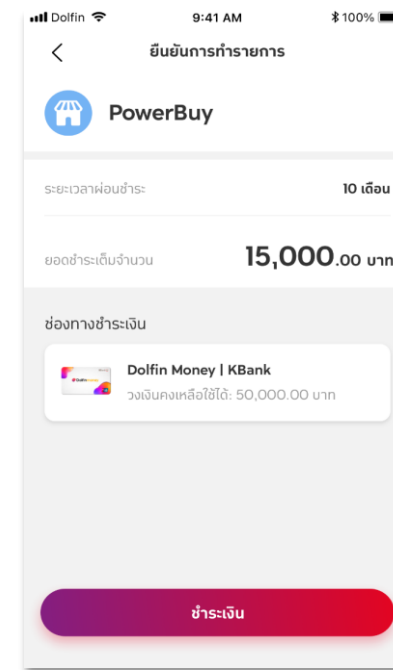 Dolfin 9:41 AM 100%
ยืนยันการทำรายการ
PowerBuy
ระยะเวลาผ่อนชำระ 10 เดือน
ยอดชำระเต็มจำนวน 15,000.00 บาท
ช่องทางชำระเงิน
Dolfin Money | KBank
วงเงินคงเหลือใช้ได้: 50,000.00 บาท
ชำระเงิน